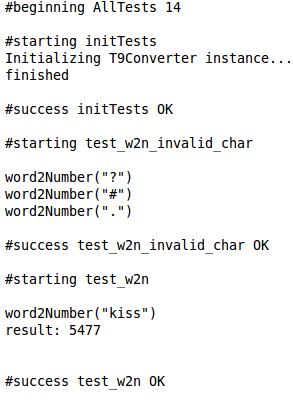 #beginning AllTests 14
#starting initTests
Initializing T9Converter instance...
finished
#success initTests OK
#starting test_w2n_invalid_char
word2Number("?")
word2Number("#")
word2Number(".")
#success test_w2n_invalid_char OK
#starting test_w2n
word2Number("kiss")
result: 5477
#success test_w2n OK